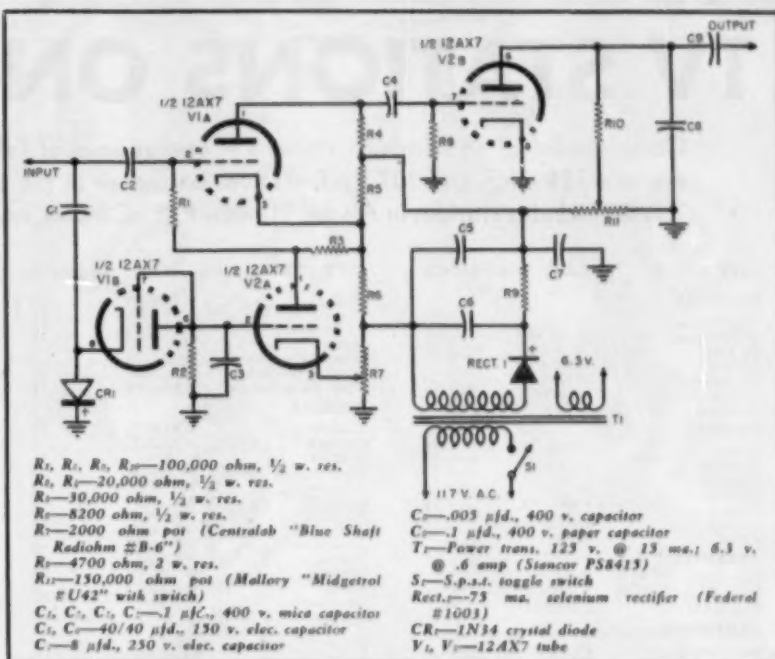 1/2 12AX7
V1A
1/2 12AX7
V2B
C9
OUTPUT
C4
R4
R8
R10
C8
INPUT
C2
C1
R1
R5
R11
1/2 12AX7
V1B
1/2 12AX7
V2A
R3
C5
C7
R6
R9
C6
R2
C3
R7
RECT. 1
6.3 V.
CR1
T1
S1
117 V. A.C.
R1, R2, R8, R10—100,000 ohm, ½ w. res.
R3, R4—20,000 ohm, ½ w. res.
R5—30,000 ohm, ½ w. res.
R6—8200 ohm, ½ w. res.
R7—2000 ohm pot (Centralab "Blue Shaft
Radiohm #B-6")
R9—4700 ohm, 2 w. res.
R11—150,000 ohm pot (Mallory "Midgetrol
#U42" with switch)
C1, C2, C3, C4—.1 µfd., 400 v. mica capacitor
C5, C6—40/40 µfd., 150 v. elec. capacitor
C7—8 µfd., 250 v. elec. capacitor
C8—.005 µfd., 400 v. capacitor
C9—.1 µfd., 400 v. paper capacitor
T1—Power trans. 125 v. @ 15 ma.; 6.3 v.
@ .6 amp (Stancor PS8415)
S1—S.p.s.t. toggle switch
Rect.1—75 ma. selenium rectifier (Federal
#1003)
CR1—1N34 crystal diode
V1, V2—12AX7 tube